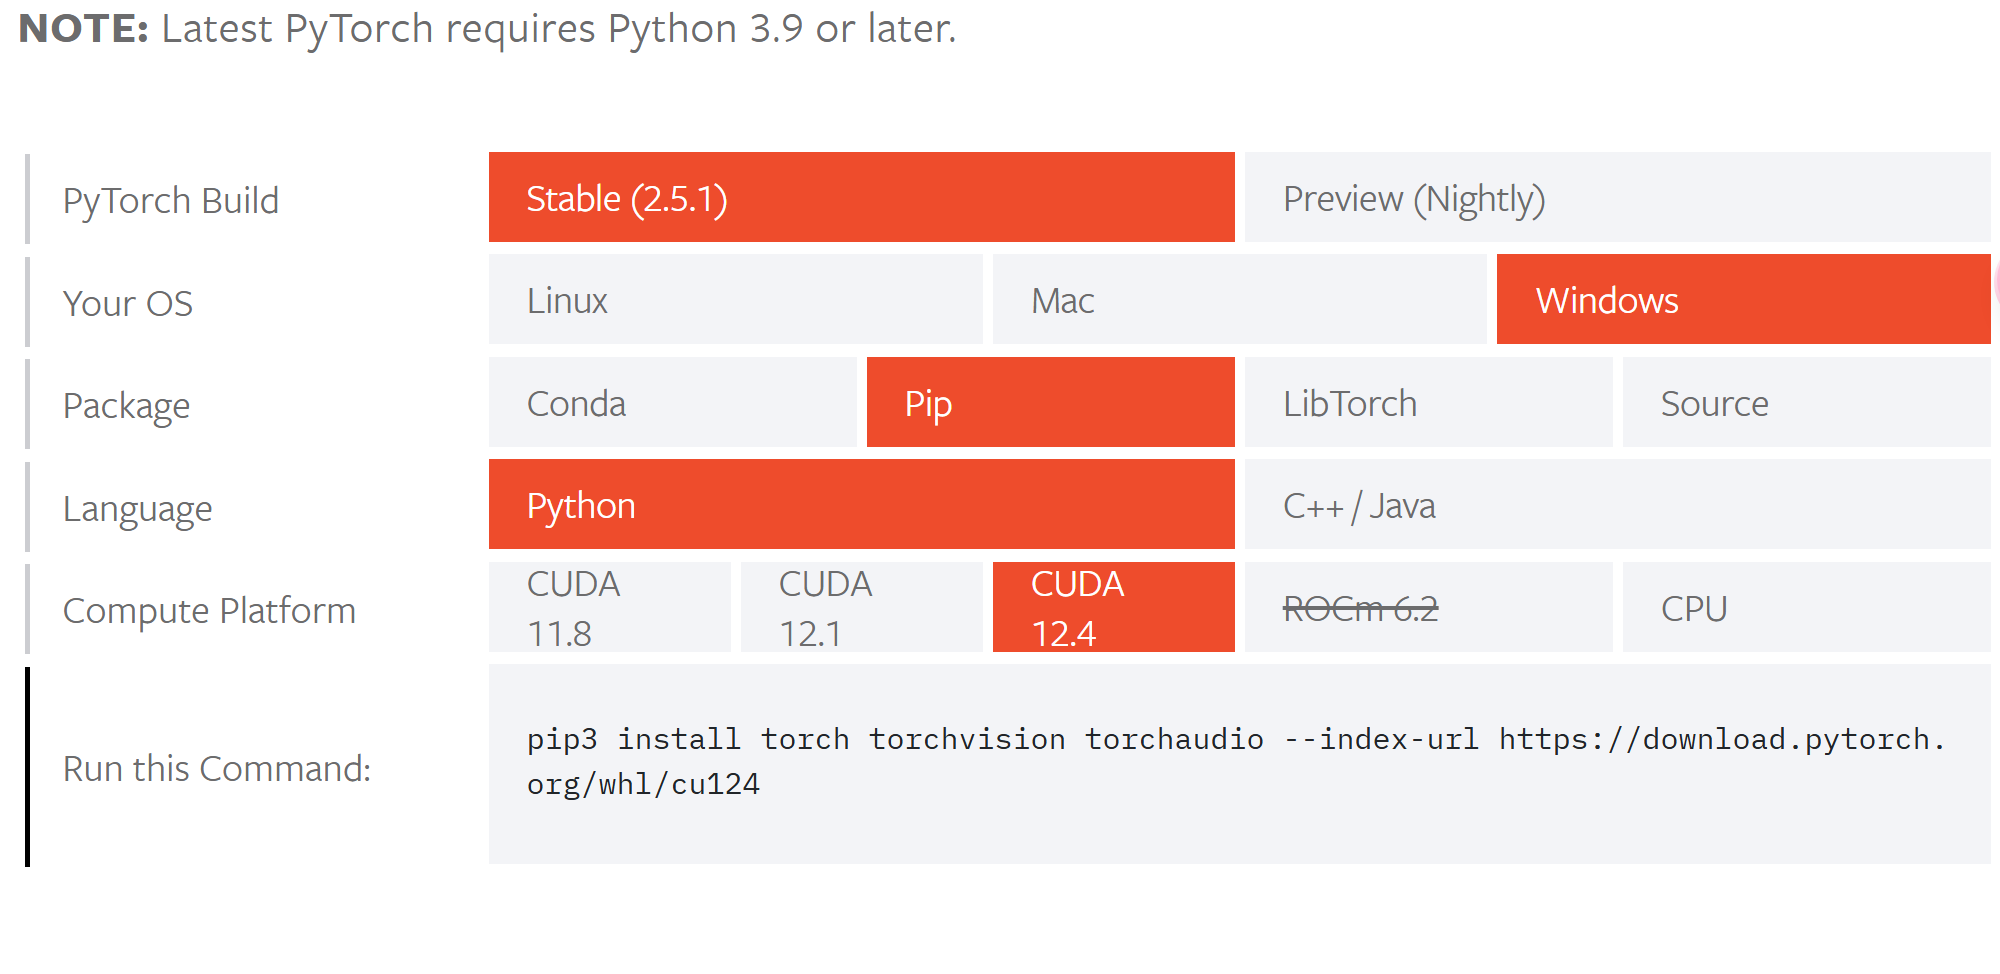 NOTE: Latest PyTorch requires Python 3.9 or later.
PyTorch Build
Stable (2.5.1)
Preview (Nightly)
Your OS
Linux
Mac
Windows
Package
Conda
Pip
LibTorch
Source
Language
Python
C++ / Java
Compute Platform
CUDA
11.8
CUDA
12.1
CUDA
12.4
ROCm 6.2
CPU
Run this Command:
pip3 install torch torchvision torchaudio --index-url https://download.pytorch.
org/whl/cu124